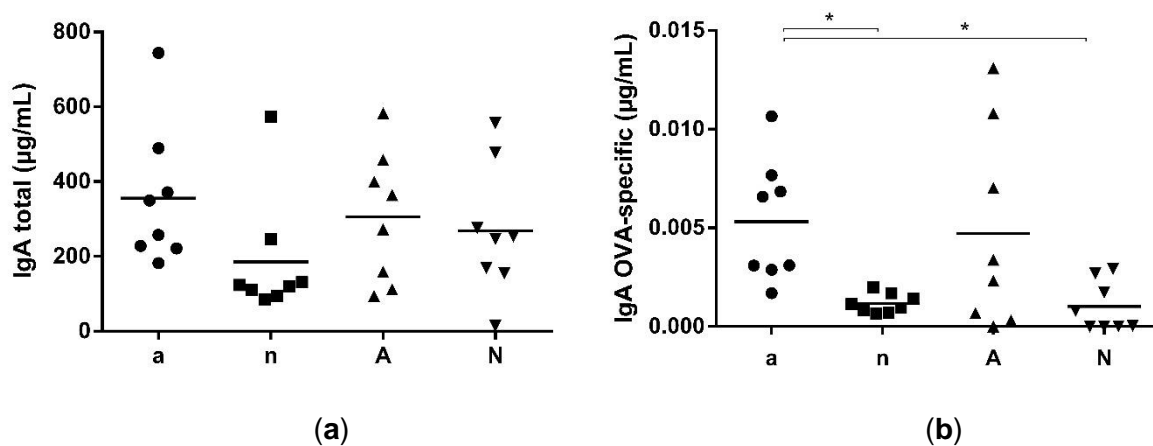 IgA total (µg/mL)
800
600
400
200
0
a n A N
(a)
IgA OVA-specific (µg/mL)
0.015
0.010
0.005
0.000
*
*
a n A N
(b)